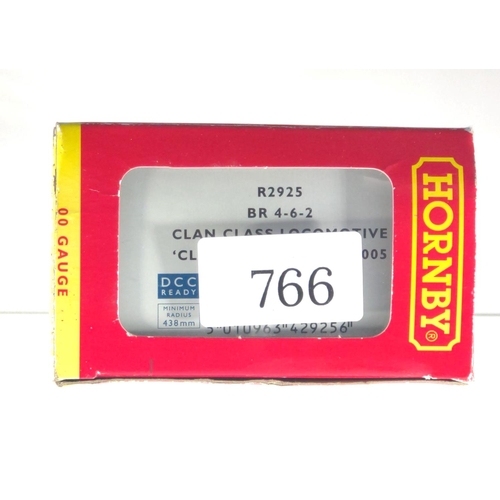 00 GAUGE
R2925
BR 4-6-2
CLAN CLASS LOCOMOTIVE
'CL 005
DCC
READY
MINIMUM
RADIUS
438mm
766
5 010963 429256
HORNBY®